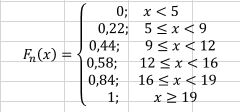 0;   x < 5
0,22;  5 ≤ x < 9
0,44;  9 ≤ x < 12
Fₙ(x) = { 0,58;  12 ≤ x < 16
0,84;  16 ≤ x < 19
1;   x ≥ 19